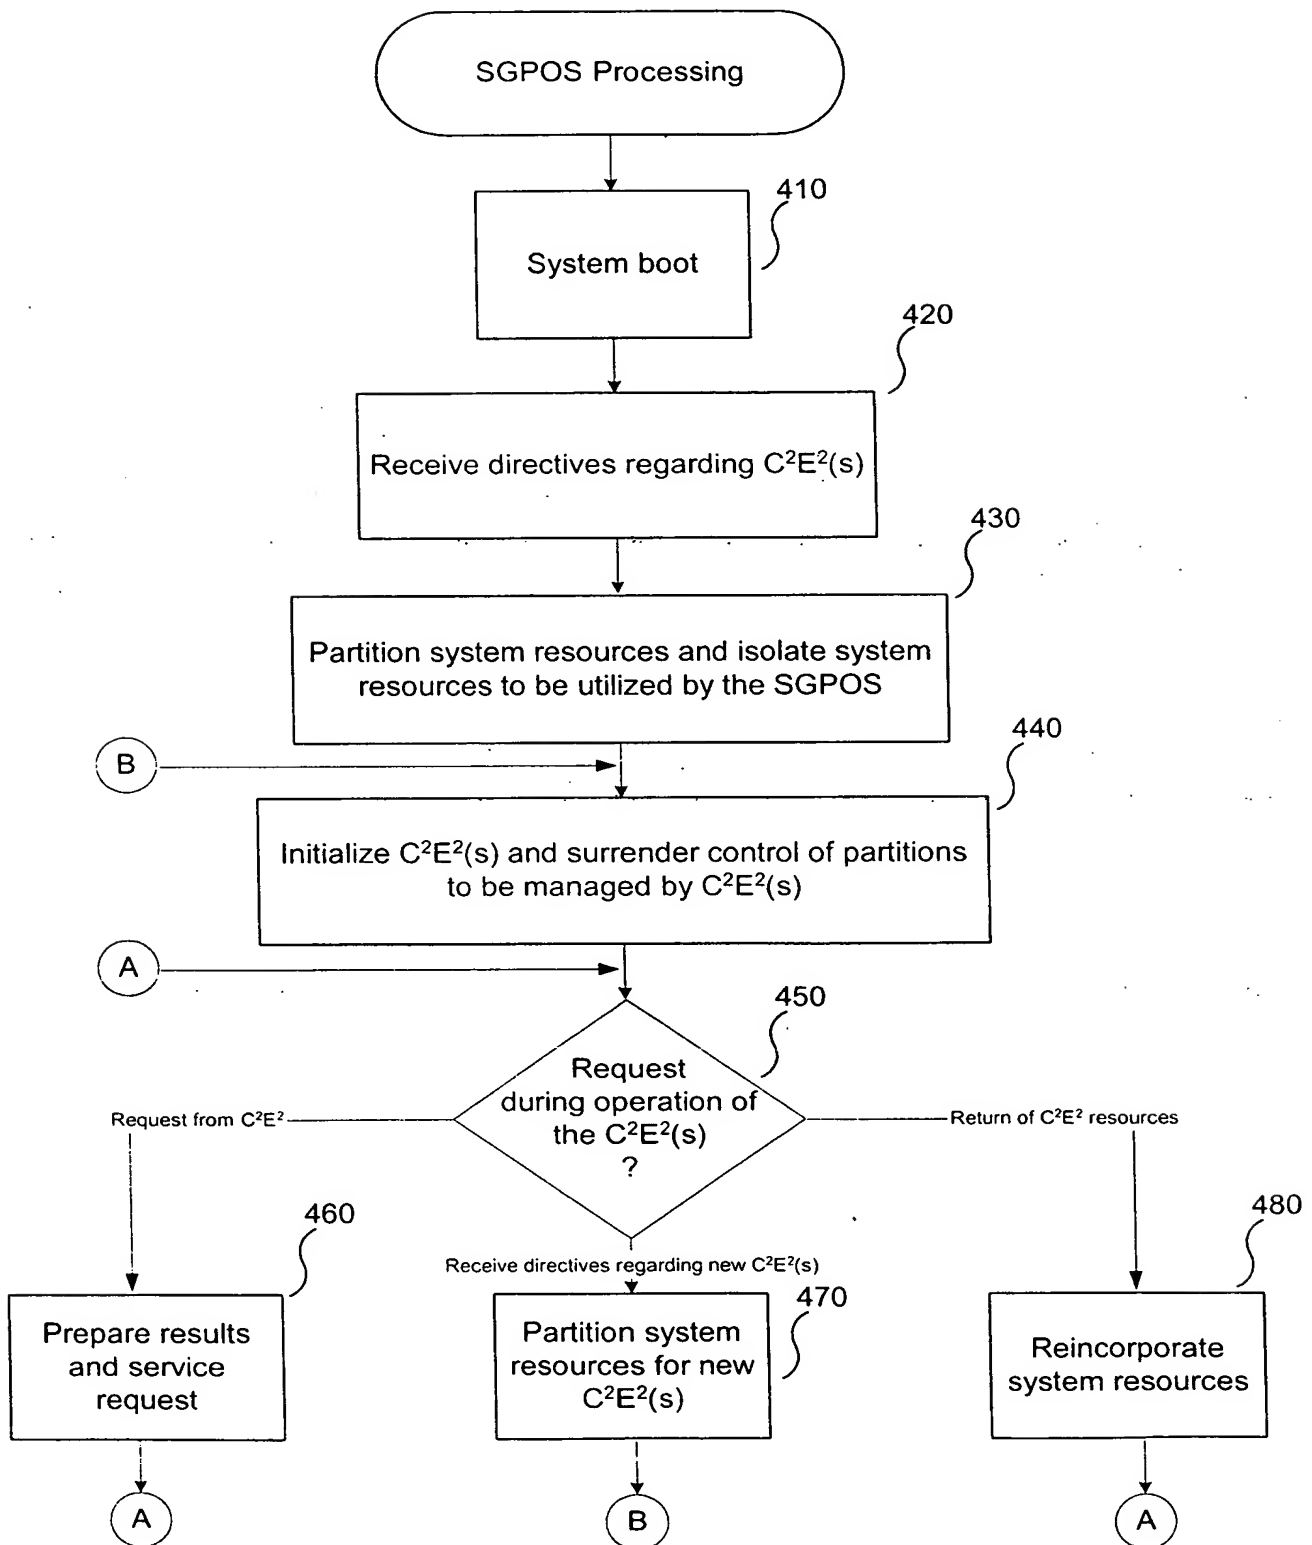 SGPOS Processing
410
System boot
420
Receive directives regarding C²E²(s)
430
Partition system resources and isolate system
resources to be utilized by the SGPOS
B
440
Initialize C²E²(s) and surrender control of partitions
to be managed by C²E²(s)
A
450
Request
during operation of
the C²E²(s)
?
Request from C²E²
Return of C²E² resources
Receive directives regarding new C²E²(s)
460
Prepare results
and service
request
470
Partition system
resources for new
C²E²(s)
480
Reincorporate
system resources
A
B
A